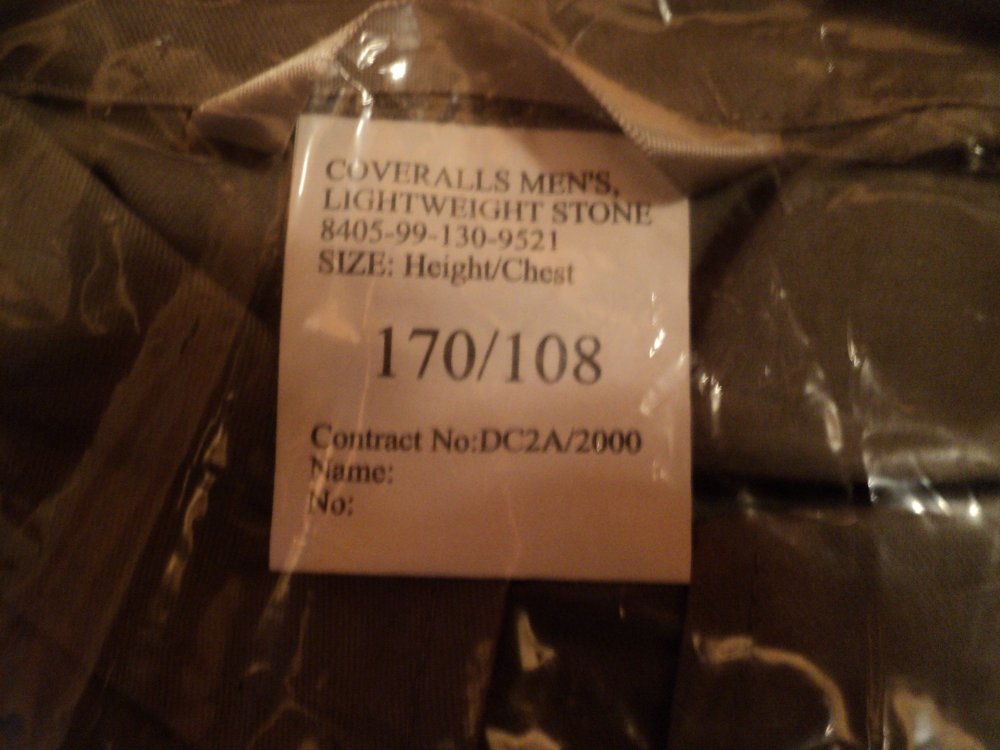 COVERALLS MEN'S,
LIGHTWEIGHT STONE
8405-99-130-9521
SIZE: Height/Chest
170/108
Contract No:DC2A/2000
Name:
No: